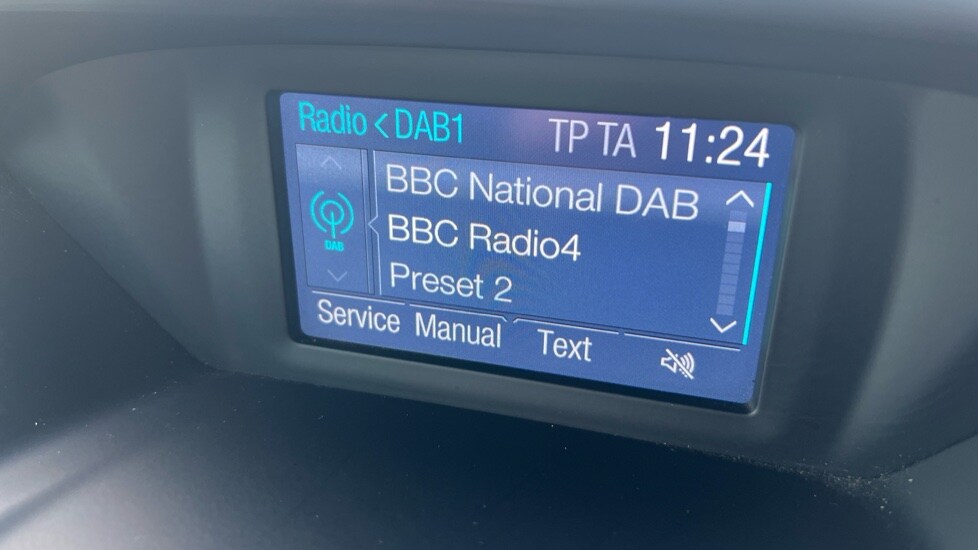 Radio < DAB1 TP TA 11:24
DAB
BBC National DAB
BBC Radio4
Preset 2
Service Manual Text